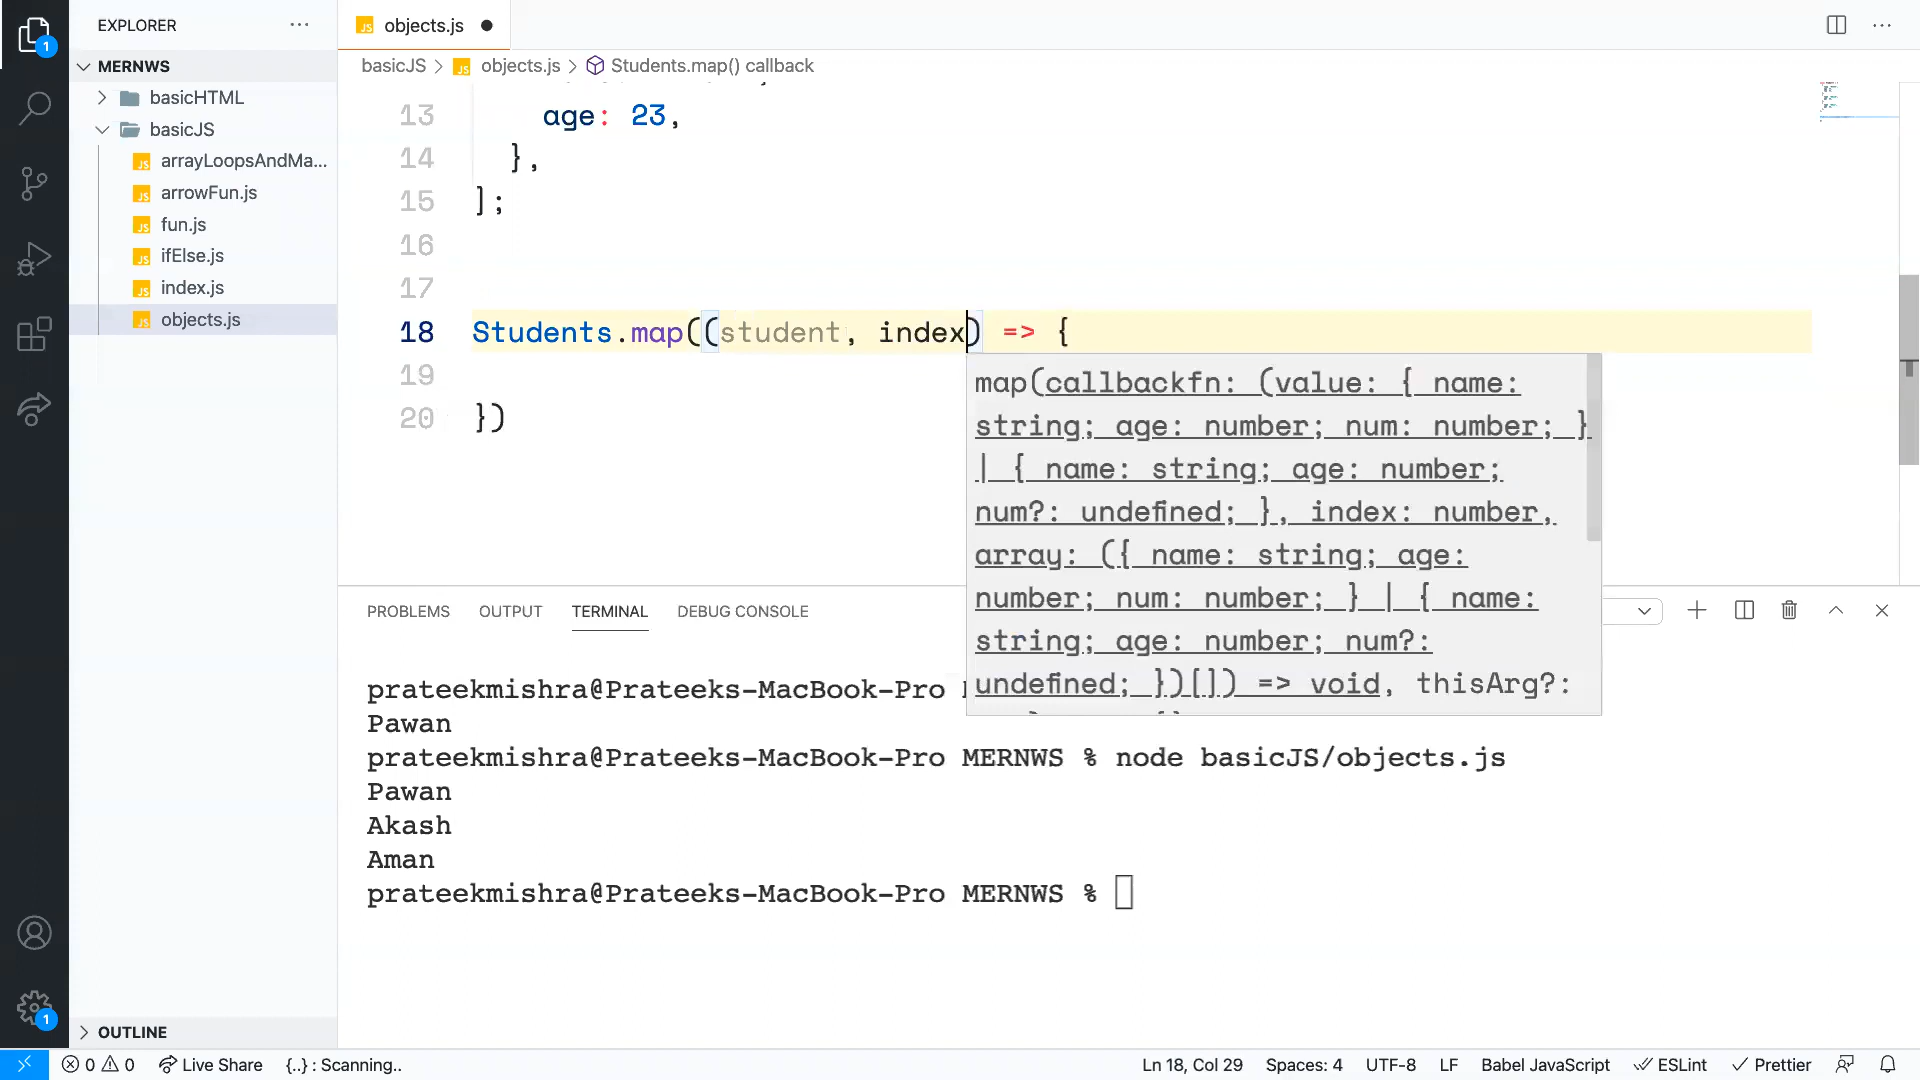 EXPLORER
MERNWS
basicHTML
basicJS
arrayLoopsAndMa...
arrowFun.js
fun.js
ifElse.js
index.js
objects.js
OUTLINE
1
1
objects.js
basicJS > objects.js > Students.map() callback
13 age: 23,
14 },
15 ];
16
17
18 Students.map((student, index) => {
19
20 })
map(callbackfn: (value: { name:
string; age: number; num: number; }
| { name: string; age: number;
num?: undefined; }, index: number,
array: ({ name: string; age:
number; num: number; } | { name:
string; age: number; num?:
undefined; })[]) => void, thisArg?:
PROBLEMS OUTPUT TERMINAL DEBUG CONSOLE
prateekmishra@Prateeks-MacBook-Pro
Pawan
prateekmishra@Prateeks-MacBook-Pro MERNWS % node basicJS/objects.js
Pawan
Akash
Aman
prateekmishra@Prateeks-MacBook-Pro MERNWS %
0 0 Live Share {..} : Scanning.. Ln 18, Col 29 Spaces: 4 UTF-8 LF Babel JavaScript ESLint Prettier